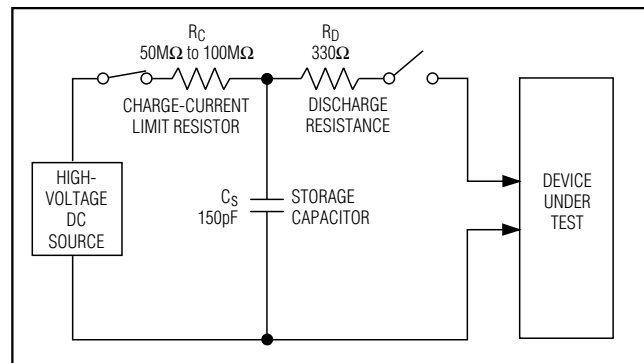 R_C
50MΩ to 100MΩ
CHARGE-CURRENT
LIMIT RESISTOR
R_D
330Ω
DISCHARGE
RESISTANCE
HIGH-
VOLTAGE
DC
SOURCE
C_S
150pF
STORAGE
CAPACITOR
DEVICE
UNDER
TEST